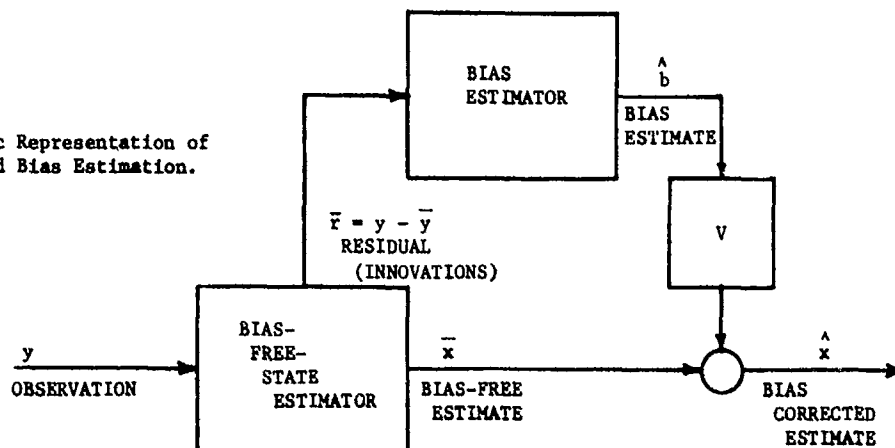 c Representation of
d Bias Estimation.
BIAS
ESTIMATOR
b̂
BIAS
ESTIMATE
V
r̅ = y - y̅
RESIDUAL
(INNOVATIONS)
y
OBSERVATION
BIAS-
FREE-
STATE
ESTIMATOR
x̅
BIAS-FREE
ESTIMATE
x̂
BIAS
CORRECTED
ESTIMATE